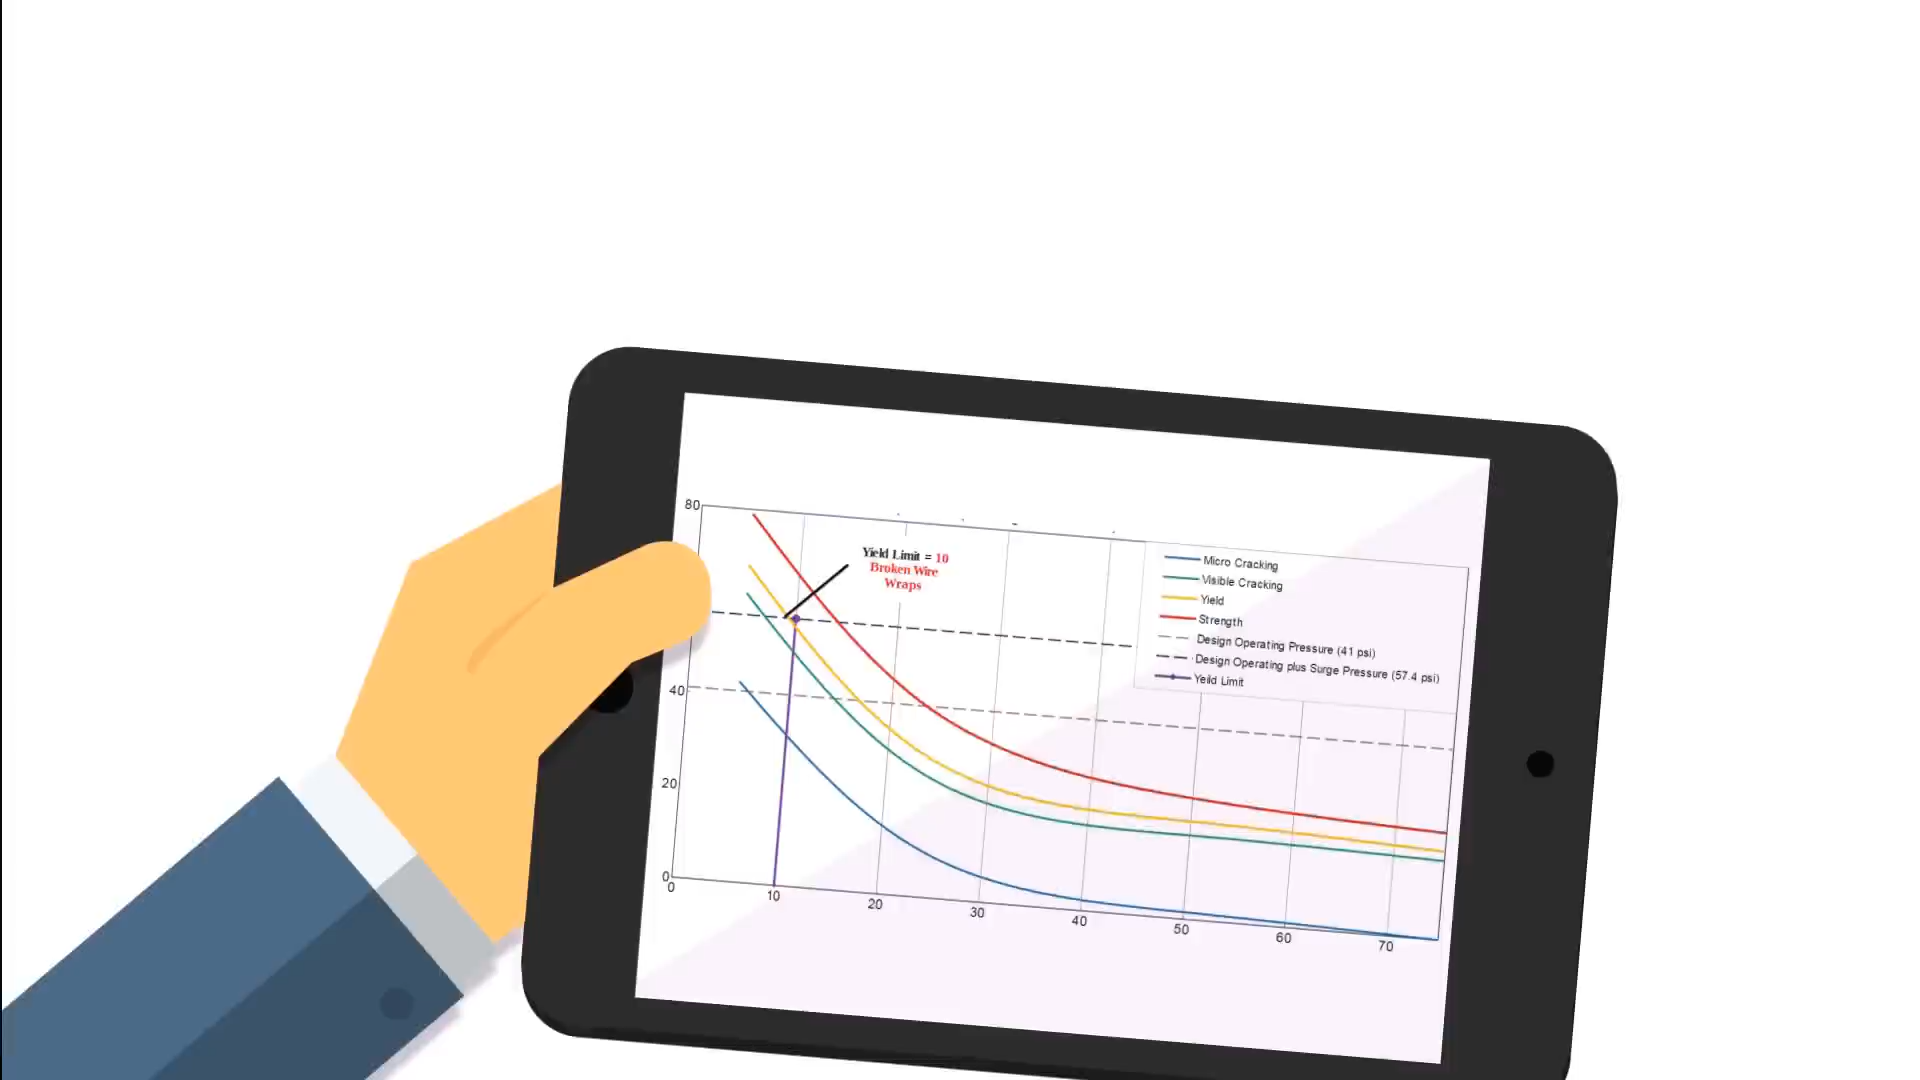 80
40
20
0
0
10
20
30
40
50
60
70
Yield Limit = 10
Broken Wire
Wraps
Micro Cracking
Visible Cracking
Yield
Strength
Design Operating Pressure (41 psi)
Design Operating plus Surge Pressure (57.4 psi)
Yeild Limit